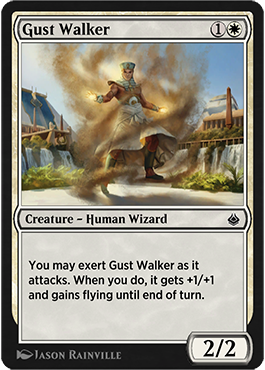 Gust Walker 1
Creature – Human Wizard
You may exert Gust Walker as it
attacks. When you do, it gets +1/+1
and gains flying until end of turn.
Jason Rainville 2/2